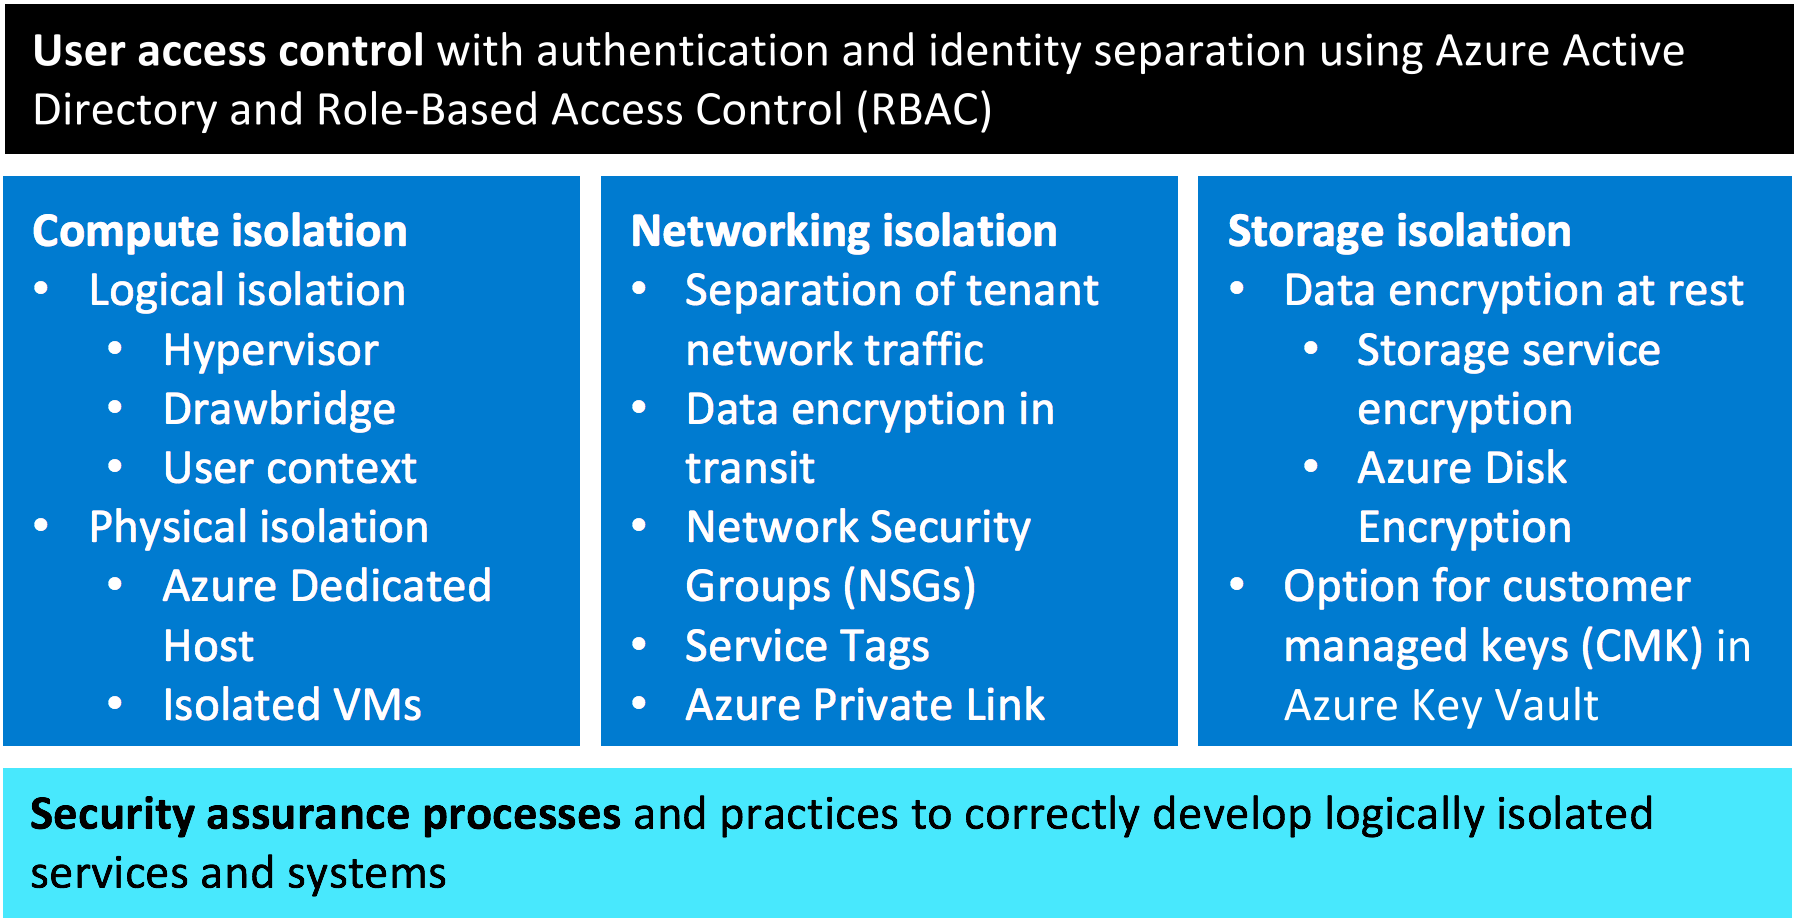 User access control with authentication and identity separation using Azure Active
Directory and Role-Based Access Control (RBAC)
Compute isolation
• Logical isolation
• Hypervisor
• Drawbridge
• User context
• Physical isolation
• Azure Dedicated
Host
• Isolated VMs
Networking isolation
• Separation of tenant
network traffic
• Data encryption in
transit
• Network Security
Groups (NSGs)
• Service Tags
• Azure Private Link
Storage isolation
• Data encryption at rest
• Storage service
encryption
• Azure Disk
Encryption
• Option for customer
managed keys (CMK) in
Azure Key Vault
Security assurance processes and practices to correctly develop logically isolated
services and systems